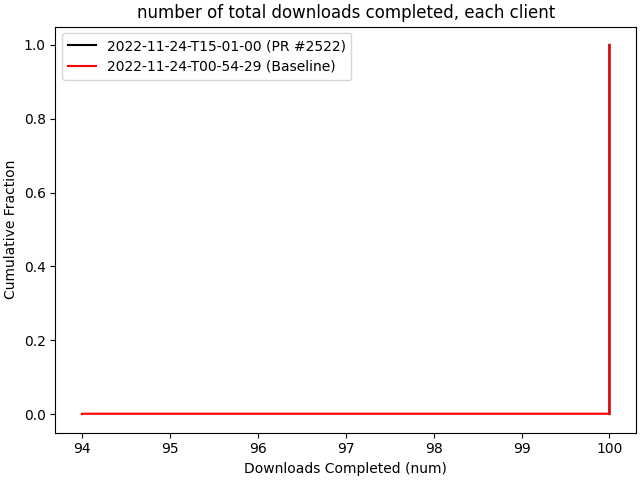 number of total downloads completed, each client
2022-11-24-T15-01-00 (PR #2522)
2022-11-24-T00-54-29 (Baseline)
Cumulative Fraction
1.0
0.8
0.6
0.4
0.2
0.0
94 95 96 97 98 99 100
Downloads Completed (num)